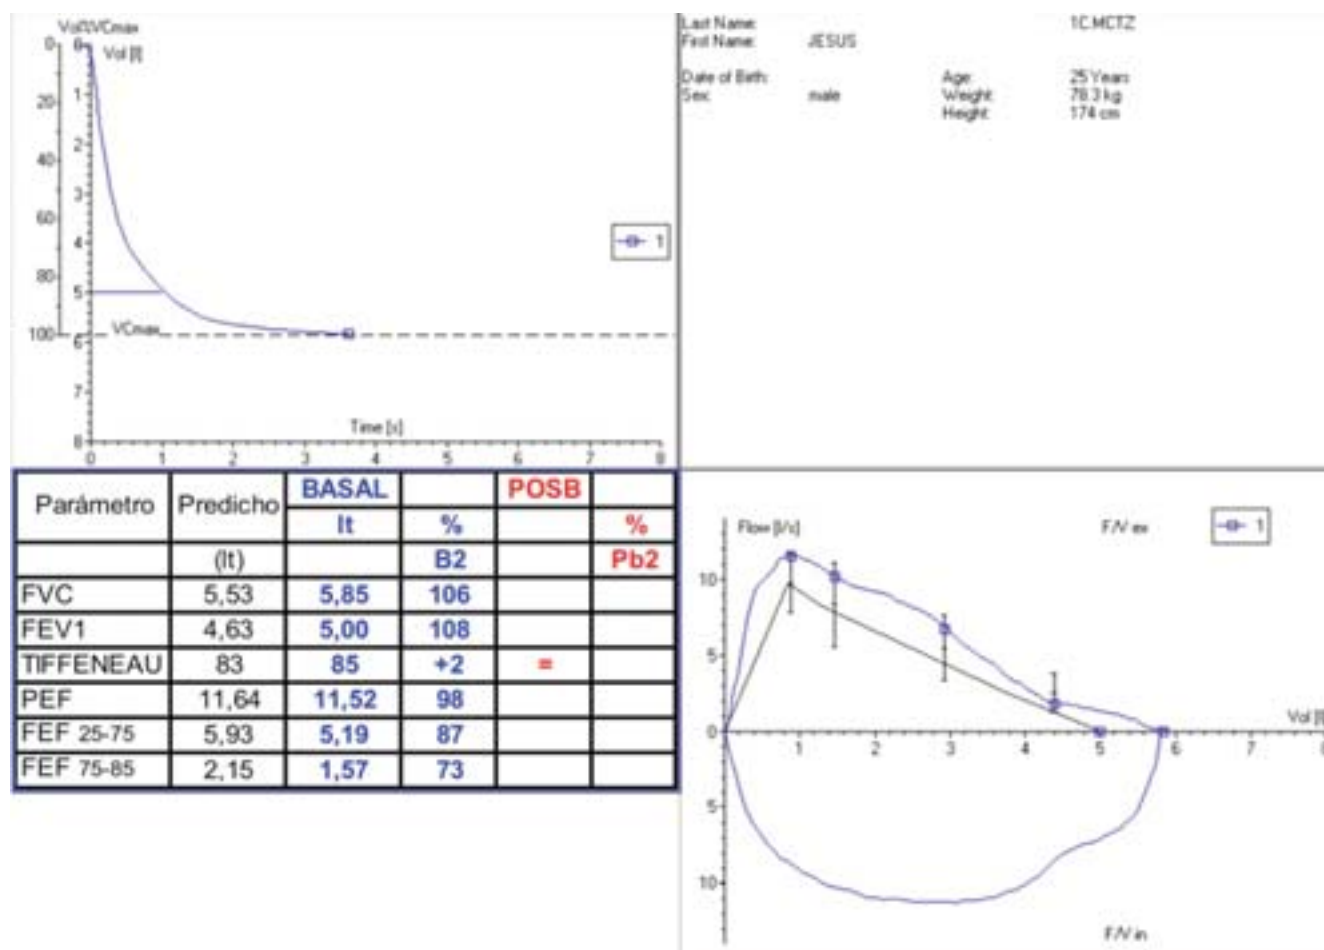 Vol%VCmax
Vol [l]
0
20
40
60
80
100
0
1
2
3
4
5
6
7
8
VCmax
1
Time [s]
0 1 2 3 4 5 6 7 8
Last Name: 1C.MCTZ
First Name: JESUS
Date of Birth: Age: 25 Years
Sex: male Weight: 78.3 kg
Height: 174 cm
Parámetro Predicho BASAL POSB
lt % %
(lt) B2 Pb2
FVC 5,53 5,85 106
FEV1 4,63 5,00 108
TIFFENEAU 83 85 +2 =
PEF 11,64 11,52 98
FEF 25-75 5,93 5,19 87
FEF 75-85 2,15 1,57 73
Flow [l/s] F/V ex 1
10
5
0 1 2 3 4 5 6 7 8
Vol [l]
5
10
F/V in